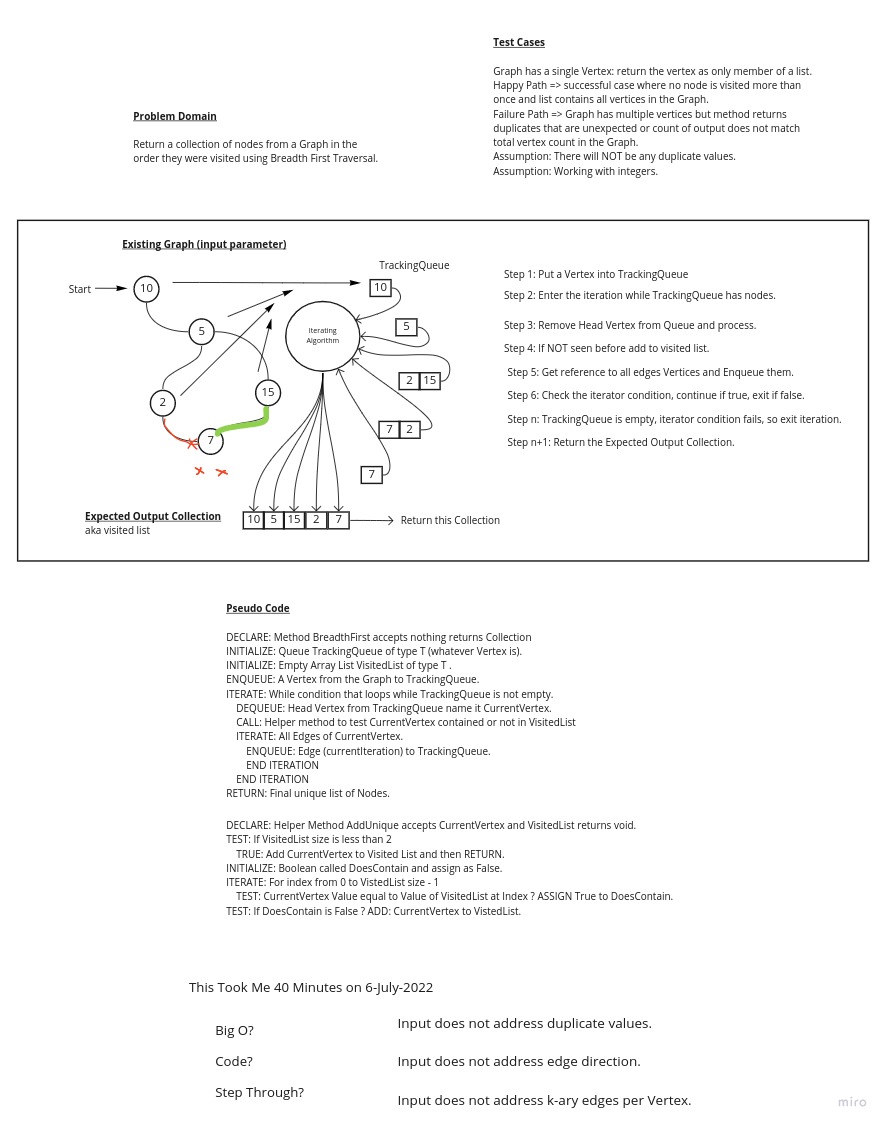 Test Cases
Graph has a single Vertex: return the vertex as only member of a list.
Happy Path => successful case where no node is visited more than
once and list contains all vertices in the Graph.
Failure Path => Graph has multiple vertices but method returns
duplicates that are unexpected or count of output does not match
total vertex count in the Graph.
Assumption: There will NOT be any duplicate values.
Assumption: Working with integers.
Problem Domain
Return a collection of nodes from a Graph in the
order they were visited using Breadth First Traversal.
Existing Graph (input parameter)
Start
10
5
2
15
7
Iterating
Algorithm
TrackingQueue
10
5
2 15
7 2
7
Expected Output Collection
aka visited list
10 5 15 2 7
Return this Collection
Step 1: Put a Vertex into TrackingQueue
Step 2: Enter the iteration while TrackingQueue has nodes.
Step 3: Remove Head Vertex from Queue and process.
Step 4: If NOT seen before add to visited list.
Step 5: Get reference to all edges Vertices and Enqueue them.
Step 6: Check the iterator condition, continue if true, exit if false.
Step n: TrackingQueue is empty, iterator condition fails, so exit iteration.
Step n+1: Return the Expected Output Collection.
Pseudo Code
DECLARE: Method BreadthFirst accepts nothing returns Collection
INITIALIZE: Queue TrackingQueue of type T (whatever Vertex is).
INITIALIZE: Empty Array List VisitedList of type T .
ENQUEUE: A Vertex from the Graph to TrackingQueue.
ITERATE: While condition that loops while TrackingQueue is not empty.
DEQUEUE: Head Vertex from TrackingQueue name it CurrentVertex.
CALL: Helper method to test CurrentVertex contained or not in VisitedList
ITERATE: All Edges of CurrentVertex.
ENQUEUE: Edge (currentIteration) to TrackingQueue.
END ITERATION
END ITERATION
RETURN: Final unique list of Nodes.
DECLARE: Helper Method AddUnique accepts CurrentVertex and VisitedList returns void.
TEST: If VisitedList size is less than 2
TRUE: Add CurrentVertex to Visited List and then RETURN.
INITIALIZE: Boolean called DoesContain and assign as False.
ITERATE: For index from 0 to VistedList size - 1
TEST: CurrentVertex Value equal to Value of VisitedList at Index ? ASSIGN True to DoesContain.
TEST: If DoesContain is False ? ADD: CurrentVertex to VistedList.
This Took Me 40 Minutes on 6-July-2022
Big O?
Code?
Step Through?
Input does not address duplicate values.
Input does not address edge direction.
Input does not address k-ary edges per Vertex.
miro